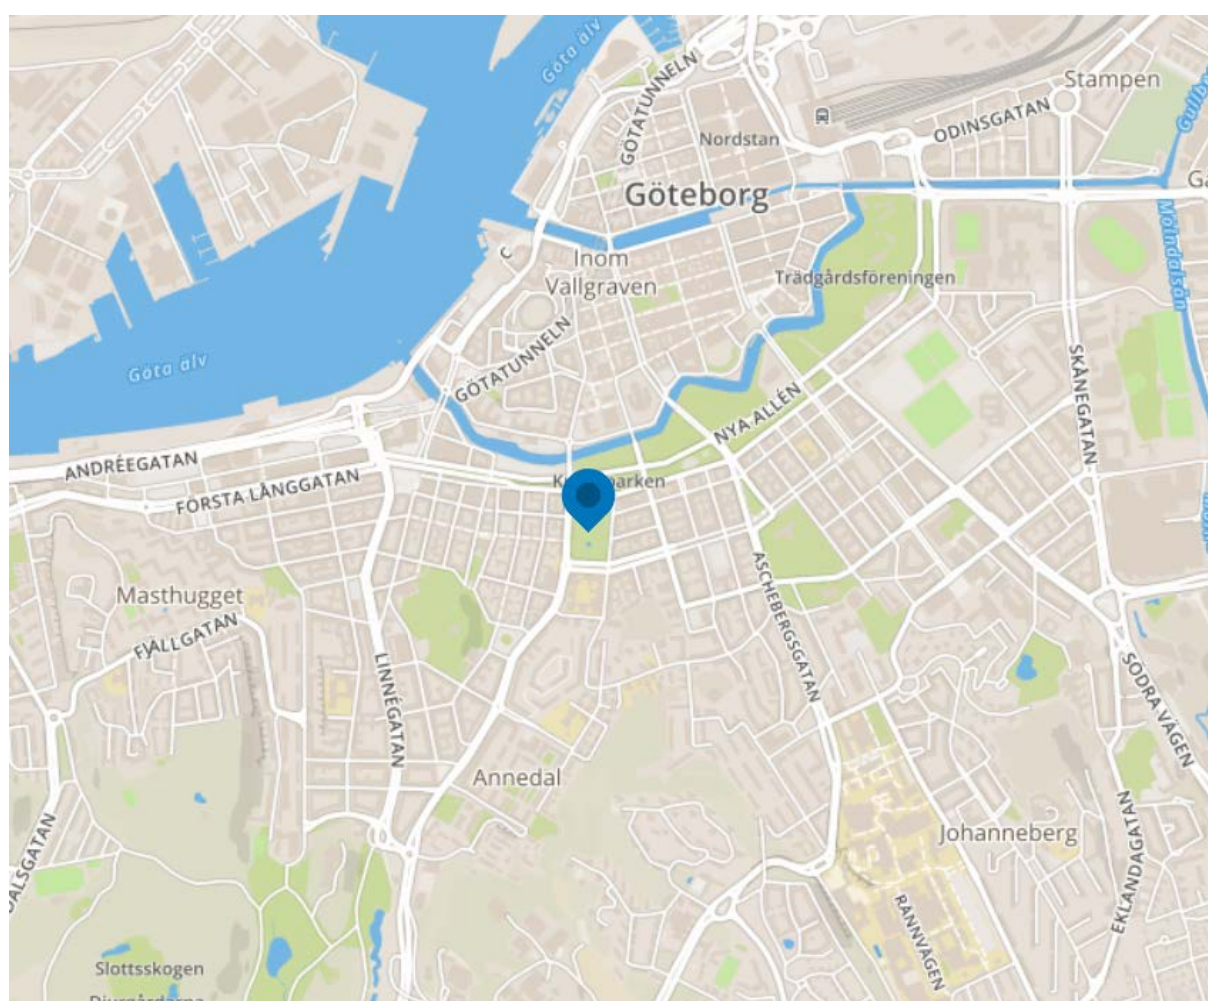 Göta älv
GÖTATUNNELN
Stampen
ODINSGATAN
Nordstan
Göteborg
Mölndalsån
Inom
Vallgraven
Trädgårdsföreningen
GÖTATUNNELN
Göta älv
SKÅNEGATAN
NYA ALLÉN
ANDRÉEGATAN
FÖRSTA LÅNGGATAN
Masthugget
FJÄLLGATAN
LINNÉGATAN
ASCHEBERGSGATAN
SÖDRA VÄGEN
Annedal
Johanneberg
EKLANDAGATAN
RÄNNVÄGEN
Slottsskogen